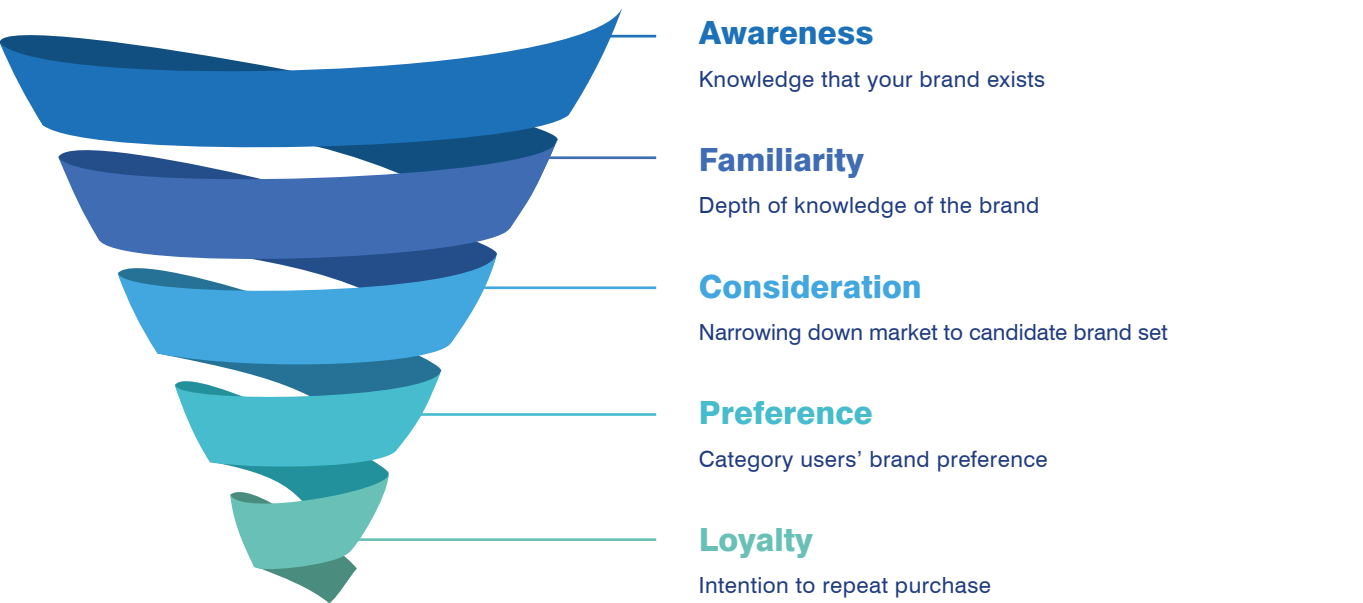 Awareness
Knowledge that your brand exists
Familiarity
Depth of knowledge of the brand
Consideration
Narrowing down market to candidate brand set
Preference
Category users’ brand preference
Loyalty
Intention to repeat purchase